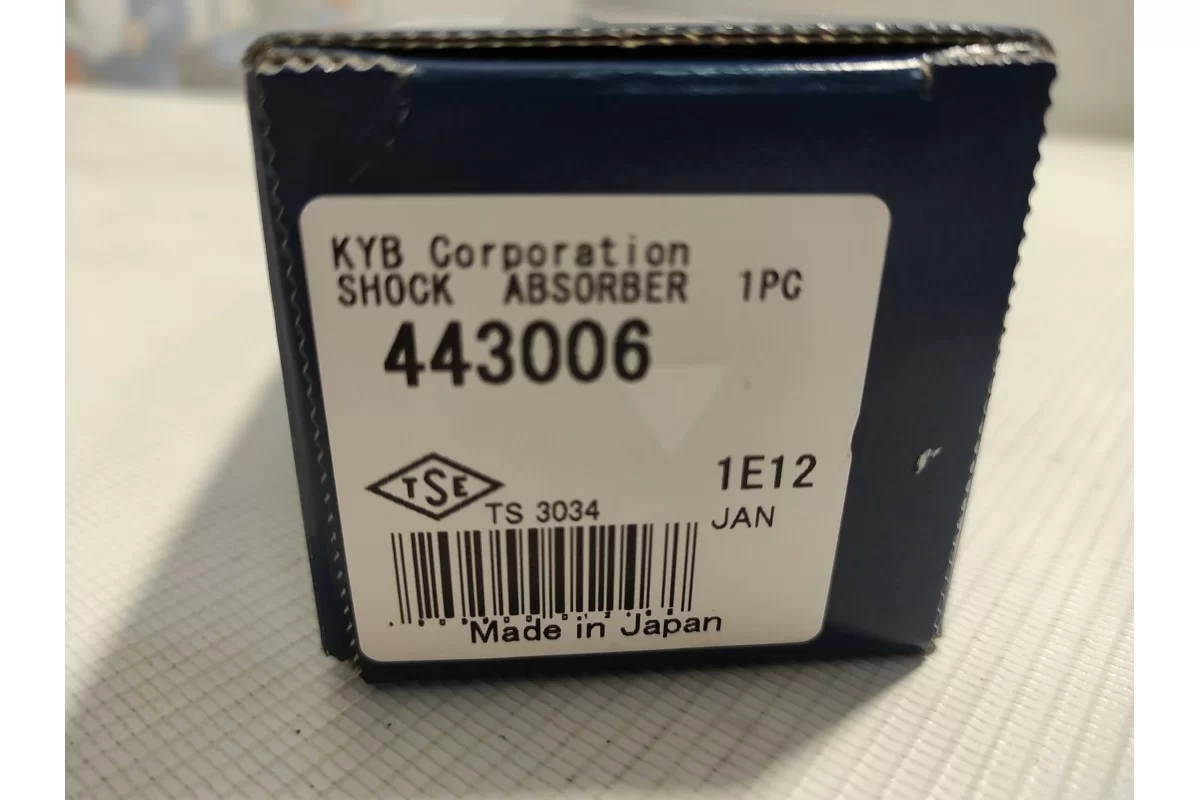 KYB Corporation
SHOCK ABSORBER 1PC
443006
TSE
TS 3034
1E12
JAN
Made in Japan